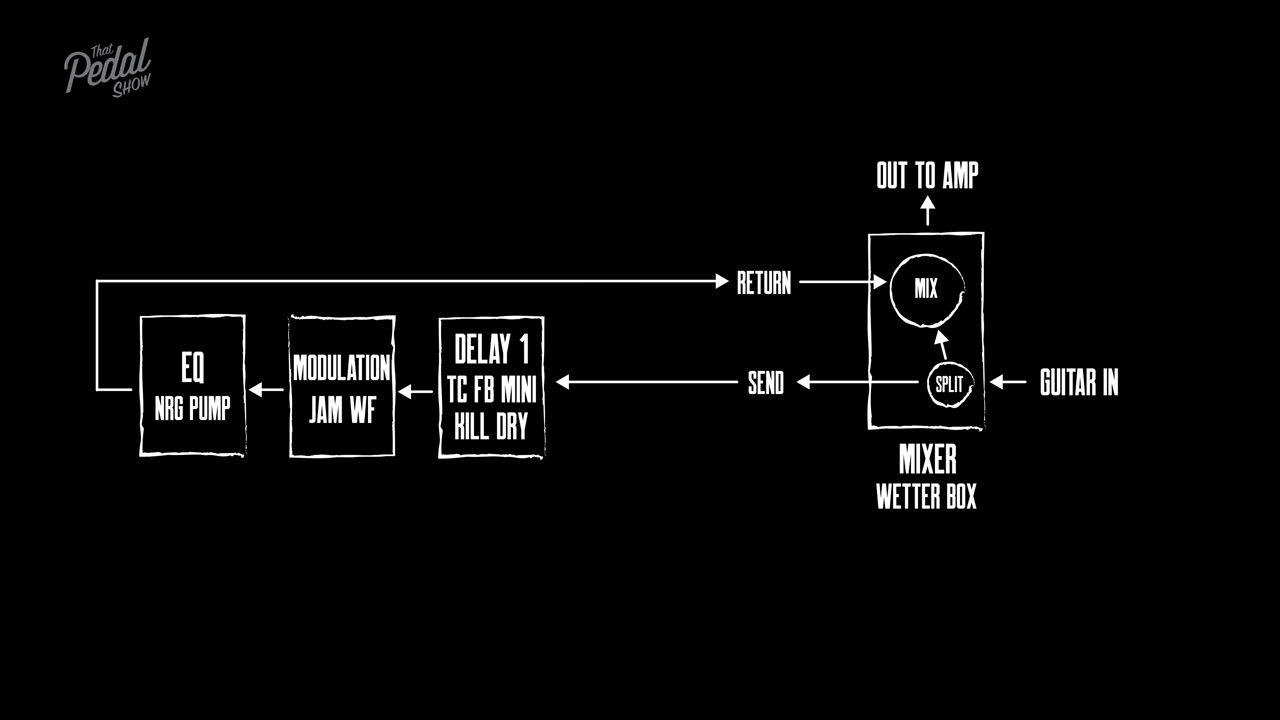 That
Pedal
SHOW
OUT TO AMP
MIX
RETURN
SPLIT
SEND
GUITAR IN
DELAY 1
TC FB MINI
KILL DRY
MODULATION
JAM WF
EQ
NRG PUMP
MIXER
WETTER BOX